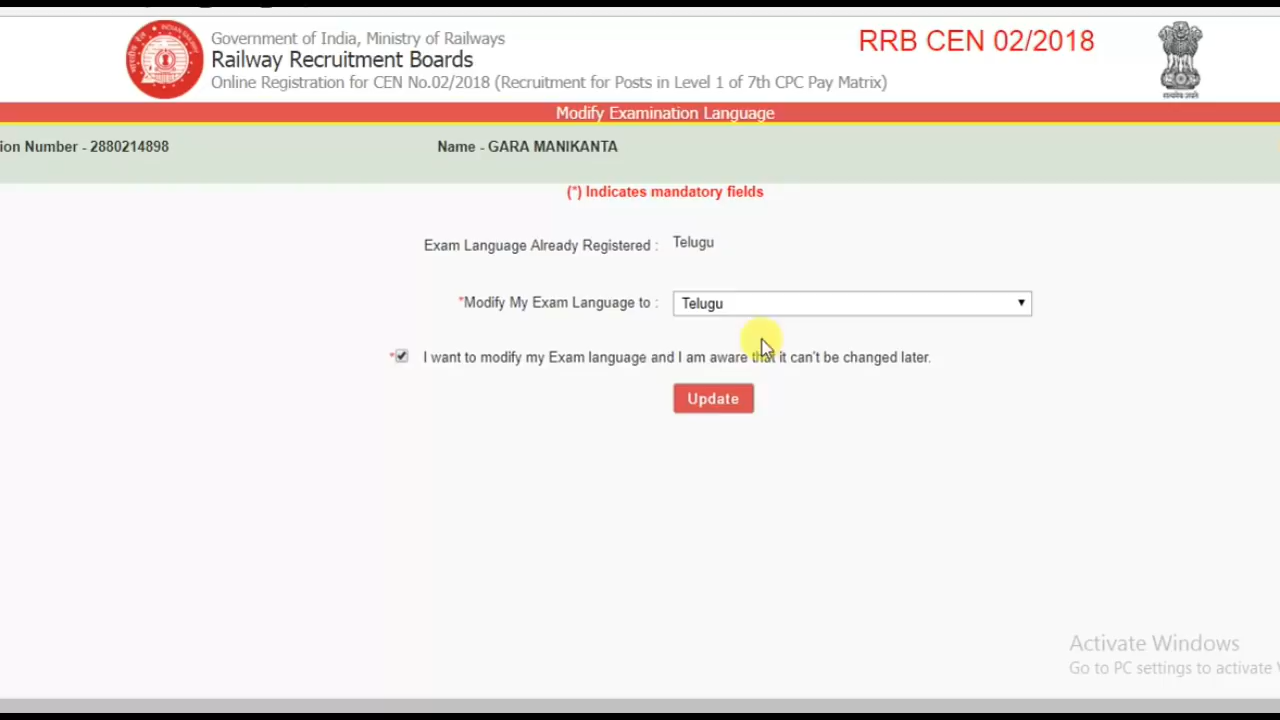 Government of India, Ministry of Railways
Railway Recruitment Boards
Online Registration for CEN No.02/2018 (Recruitment for Posts in Level 1 of 7th CPC Pay Matrix)
RRB CEN 02/2018
Modify Examination Language
ion Number - 2880214898
Name - GARA MANIKANTA
(*) Indicates mandatory fields
Exam Language Already Registered : Telugu
*Modify My Exam Language to : Telugu
* I want to modify my Exam language and I am aware that it can't be changed later.
Update
Activate Windows
Go to PC settings to activate